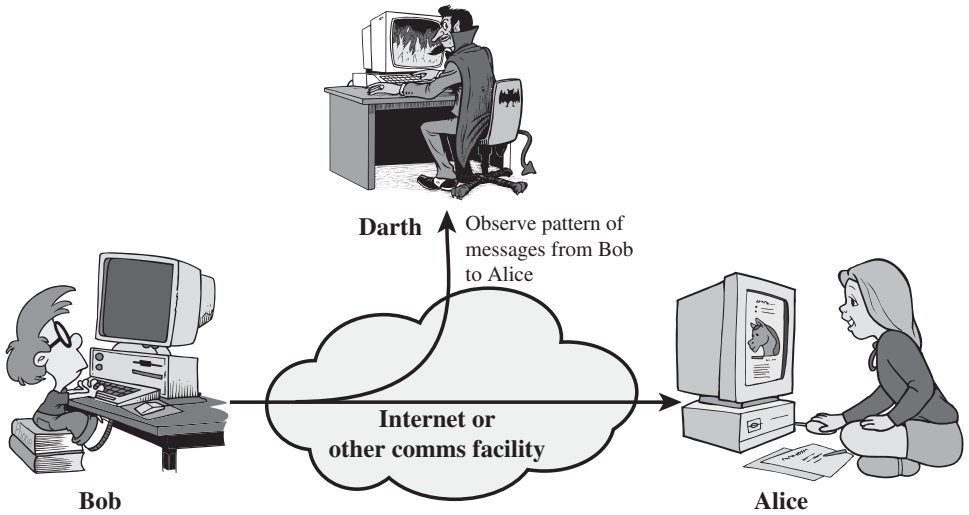 Darth
Observe pattern of
messages from Bob
to Alice
Internet or
other comms facility
Bob
Alice